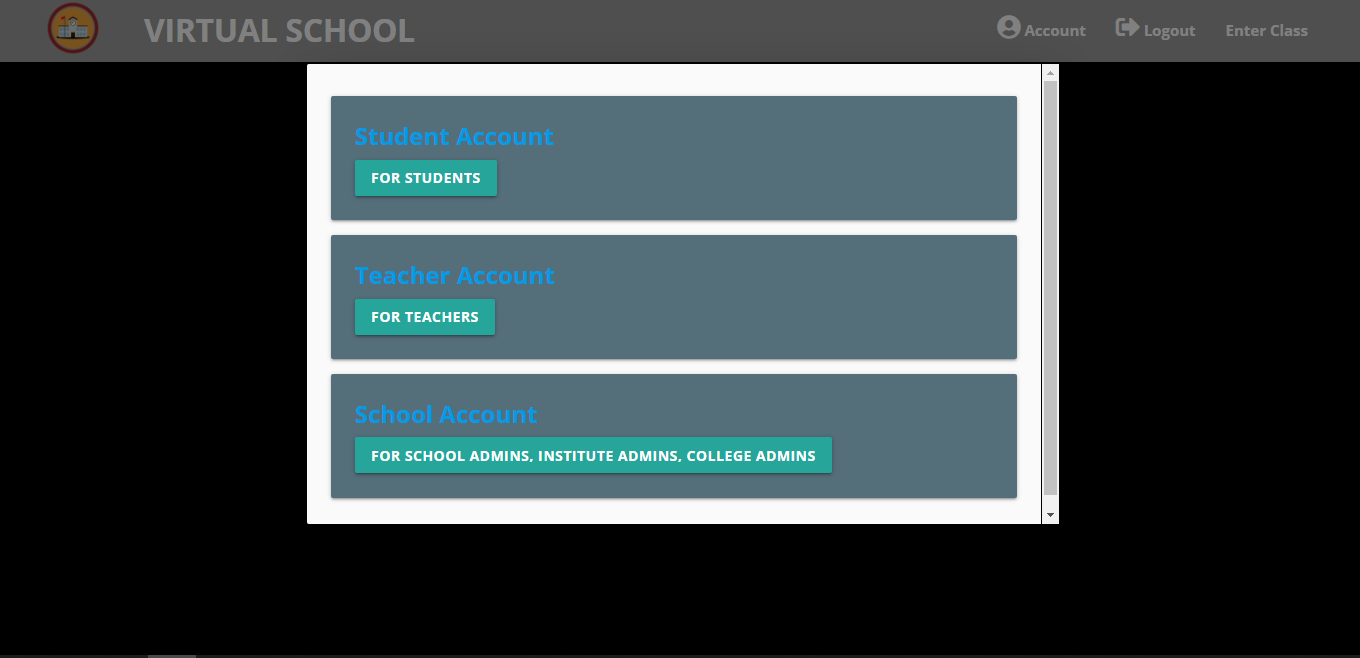 VIRTUAL SCHOOL
Account
Logout
Enter Class
Student Account
FOR STUDENTS
Teacher Account
FOR TEACHERS
School Account
FOR SCHOOL ADMINS, INSTITUTE ADMINS, COLLEGE ADMINS